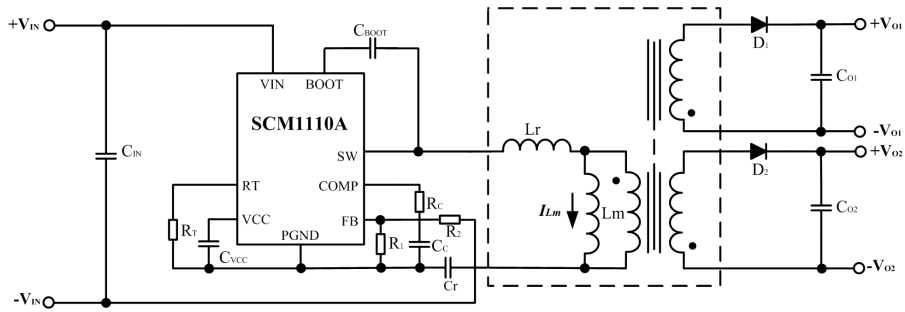 +VIN
CIN
-VIN
CBOOT
VIN
BOOT
SCM1110A
SW
RT
COMP
VCC
FB
PGND
RT
CVCC
R1
R2
RC
CC
Cr
Lr
ILm
Lm
D1
CO1
+VO1
-VO1
+VO2
D2
CO2
-VO2